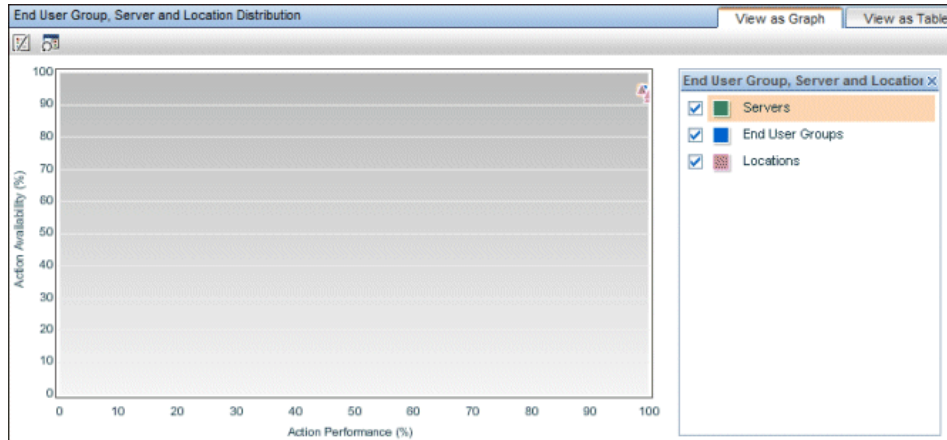 End User Group, Server and Location Distribution
View as Graph
View as Table
100
90
80
70
60
50
40
30
20
10
0
Action Availability (%)
0 10 20 30 40 50 60 70 80 90 100
Action Performance (%)
End User Group, Server and Location
Servers
End User Groups
Locations